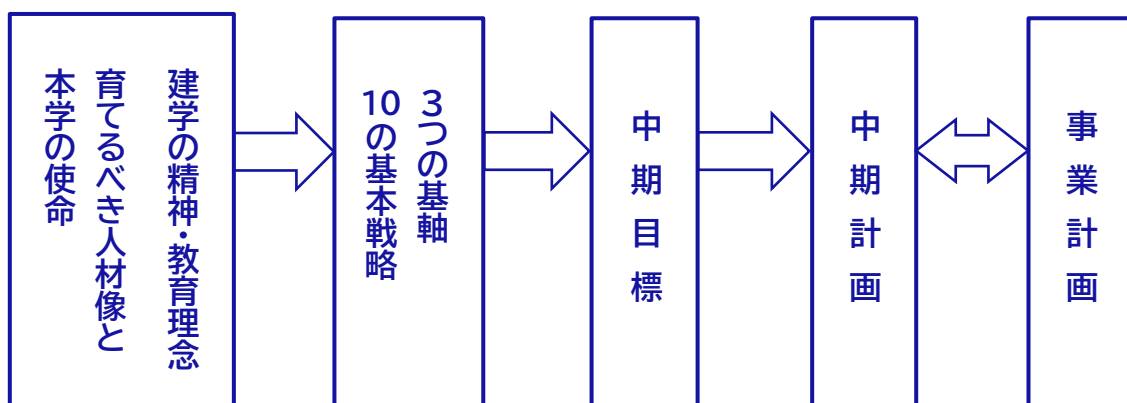 建学の精神・教育理念
育てるべき人材像と
本学の使命
３つの基軸
10の基本戦略
中期目標
中期計画
事業計画